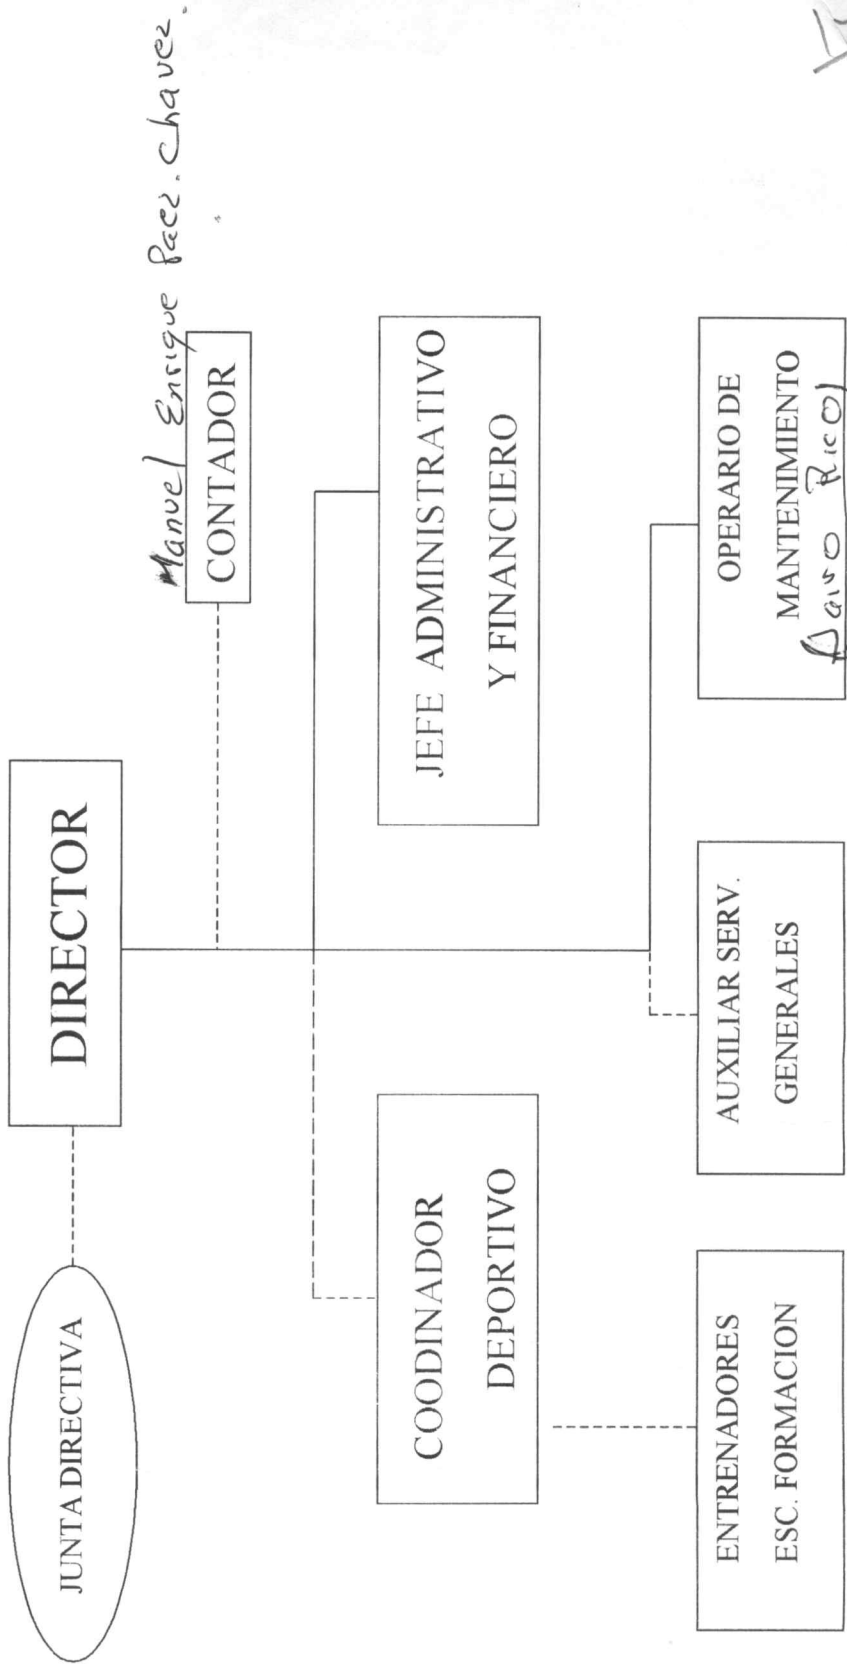 JUNTA DIRECTIVA
DIRECTOR
Manuel Enrique Paez. Chavez.
CONTADOR
COODINADOR
DEPORTIVO
JEFE ADMINISTRATIVO
Y FINANCIERO
ENTRENADORES
ESC. FORMACION
AUXILIAR SERV.
GENERALES
OPERARIO DE
MANTENIMIENTO
Rico